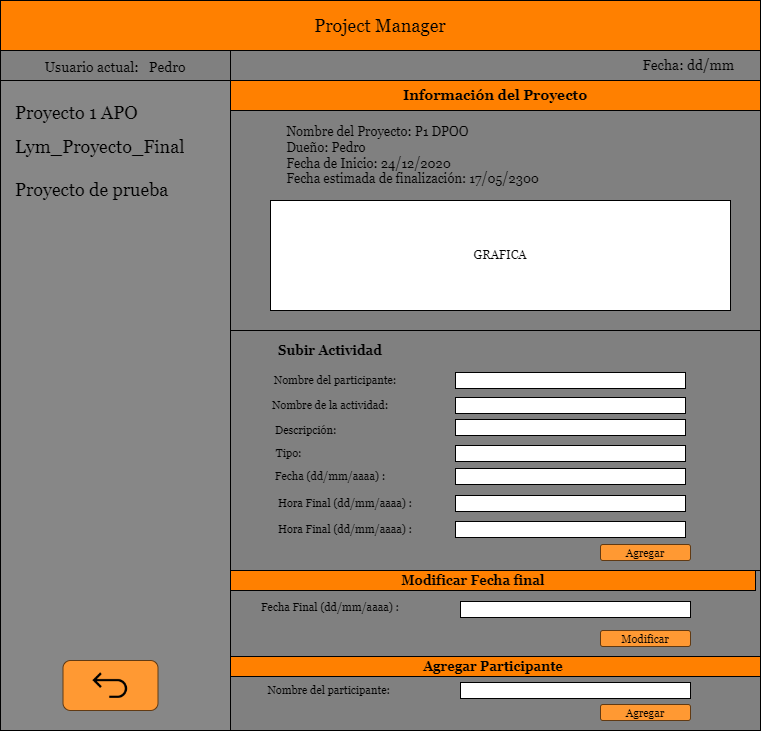 Project Manager
Usuario actual: Pedro
Fecha: dd/mm
Proyecto 1 APO
Lym_Proyecto_Final
Proyecto de prueba
Información del Proyecto
Nombre del Proyecto: P1 DPOO
Dueño: Pedro
Fecha de Inicio: 24/12/2020
Fecha estimada de finalización: 17/05/2300
GRAFICA
Subir Actividad
Nombre del participante:
Nombre de la actividad:
Descripción:
Tipo:
Fecha (dd/mm/aaaa) :
Hora Final (dd/mm/aaaa) :
Hora Final (dd/mm/aaaa) :
Agregar
Modificar Fecha final
Fecha Final (dd/mm/aaaa) :
Modificar
Agregar Participante
Nombre del participante:
Agregar